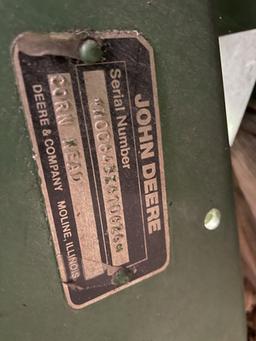 JOHN DEERE
Serial Number
CORN HEAD
DEERE & COMPANY MOLINE, ILLINOIS